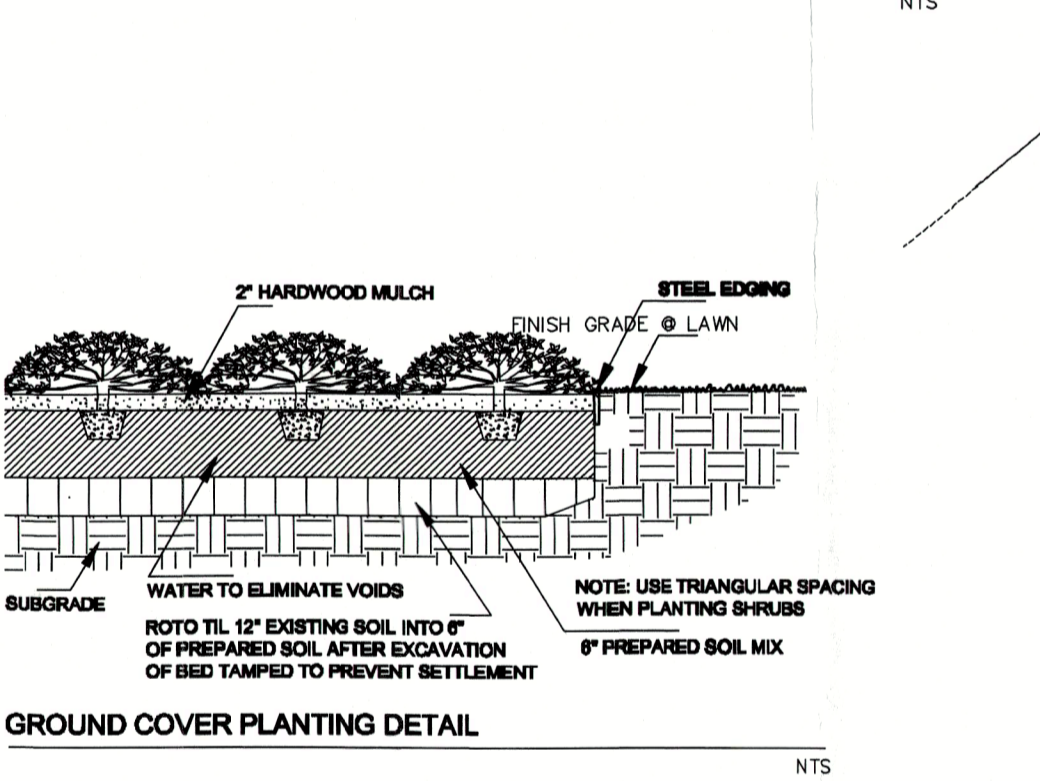 NTS
2" HARDWOOD MULCH
STEEL EDGING
FINISH GRADE @ LAWN
SUBGRADE
WATER TO ELIMINATE VOIDS
ROTO TIL 12" EXISTING SOIL INTO 6"
OF PREPARED SOIL AFTER EXCAVATION
OF BED TAMPED TO PREVENT SETTLEMENT
NOTE: USE TRIANGULAR SPACING
WHEN PLANTING SHRUBS
6" PREPARED SOIL MIX
GROUND COVER PLANTING DETAIL
NTS